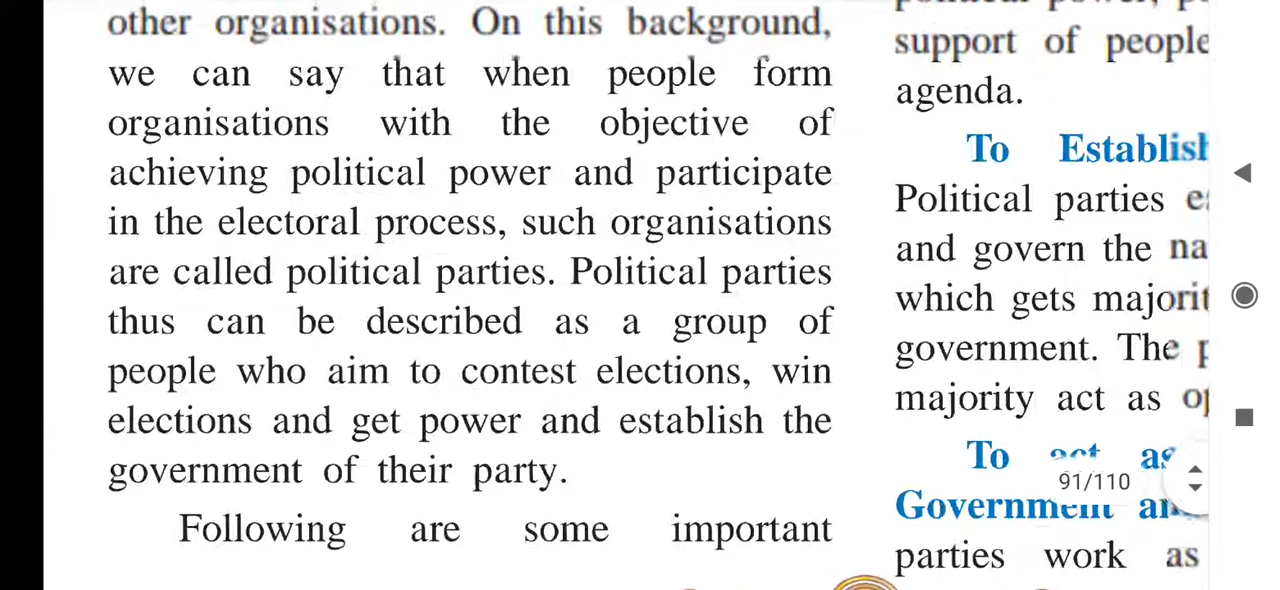 other organisations. On this background,
we can say that when people form
organisations with the objective of
achieving political power and participate
in the electoral process, such organisations
are called political parties. Political parties
thus can be described as a group of
people who aim to contest elections, win
elections and get power and establish the
government of their party.
Following are some important
support of people
agenda.
To
Political parties
and govern the
which gets
government. The
majority act as
To act as
91/110
Government
parties work as